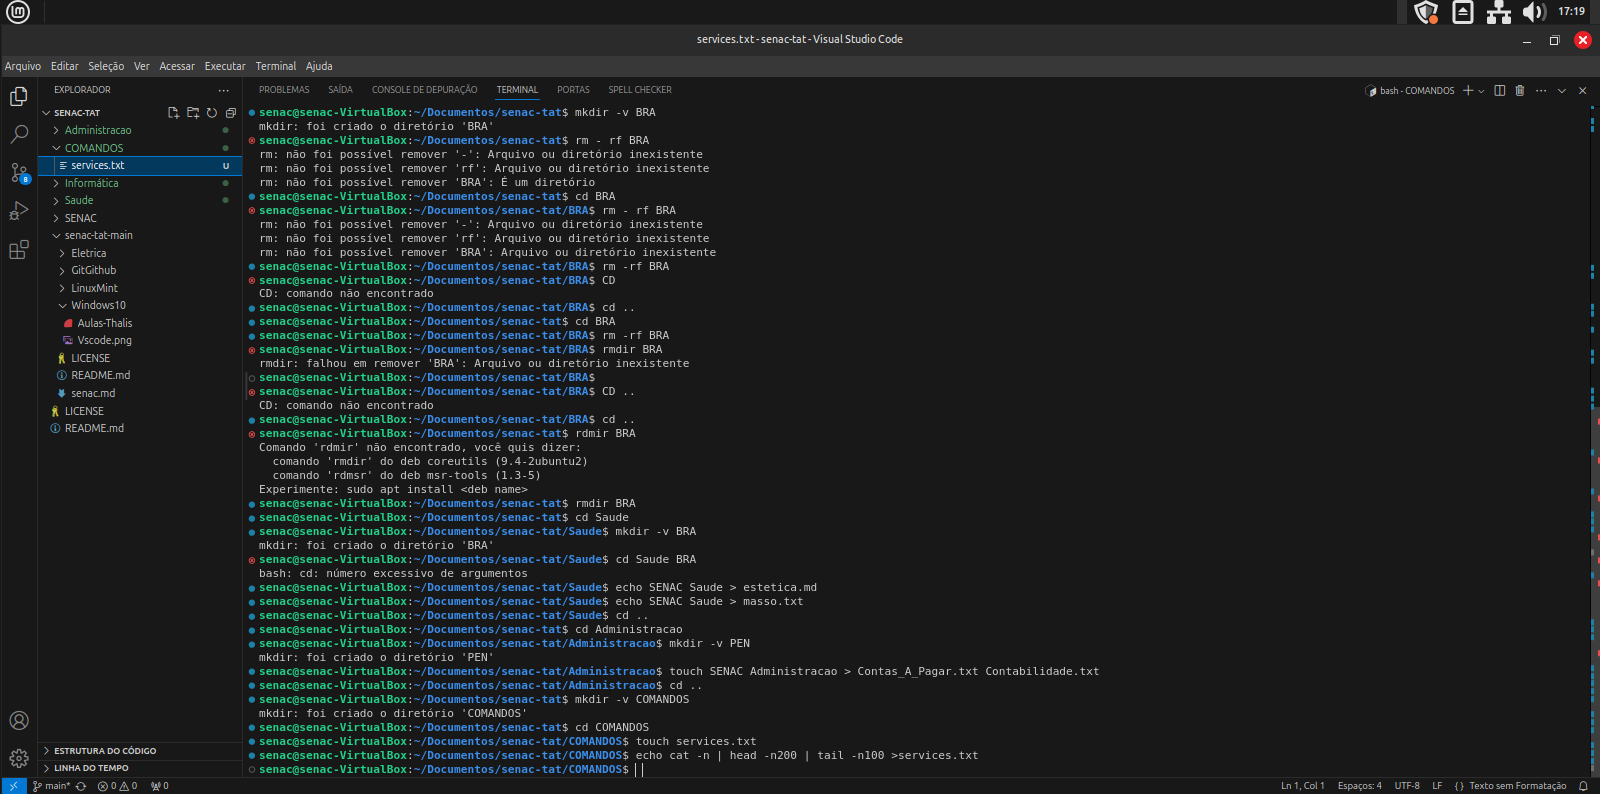 lm
17:19
services.txt - senac-tat - Visual Studio Code
Arquivo Editar Seleção Ver Acessar Executar Terminal Ajuda
EXPLORADOR
SENAC-TAT
Administracao
COMANDOS
services.txt U
Informática
Saude
SENAC
senac-tat-main
Eletrica
GitGithub
LinuxMint
Windows10
Aulas-Thalis
Vscode.png
LICENSE
README.md
senac.md
LICENSE
README.md
8
ESTRUTURA DO CÓDIGO
LINHA DO TEMPO
PROBLEMAS SAÍDA CONSOLE DE DEPURAÇÃO TERMINAL PORTAS SPELL CHECKER
bash - COMANDOS
senac@senac-VirtualBox:~/Documentos/senac-tat$ mkdir -v BRA
mkdir: foi criado o diretório 'BRA'
senac@senac-VirtualBox:~/Documentos/senac-tat$ rm - rf BRA
rm: não foi possível remover '-': Arquivo ou diretório inexistente
rm: não foi possível remover 'rf': Arquivo ou diretório inexistente
rm: não foi possível remover 'BRA': É um diretório
senac@senac-VirtualBox:~/Documentos/senac-tat$ cd BRA
senac@senac-VirtualBox:~/Documentos/senac-tat/BRA$ rm - rf BRA
rm: não foi possível remover '-': Arquivo ou diretório inexistente
rm: não foi possível remover 'rf': Arquivo ou diretório inexistente
rm: não foi possível remover 'BRA': Arquivo ou diretório inexistente
senac@senac-VirtualBox:~/Documentos/senac-tat/BRA$ rm -rf BRA
senac@senac-VirtualBox:~/Documentos/senac-tat/BRA$ CD
CD: comando não encontrado
senac@senac-VirtualBox:~/Documentos/senac-tat/BRA$ cd ..
senac@senac-VirtualBox:~/Documentos/senac-tat$ cd BRA
senac@senac-VirtualBox:~/Documentos/senac-tat/BRA$ rm -rf BRA
senac@senac-VirtualBox:~/Documentos/senac-tat/BRA$ rmdir BRA
rmdir: falhou em remover 'BRA': Arquivo ou diretório inexistente
senac@senac-VirtualBox:~/Documentos/senac-tat/BRA$
senac@senac-VirtualBox:~/Documentos/senac-tat/BRA$ CD ..
CD: comando não encontrado
senac@senac-VirtualBox:~/Documentos/senac-tat/BRA$ cd ..
senac@senac-VirtualBox:~/Documentos/senac-tat$ rdmir BRA
Comando 'rdmir' não encontrado, você quis dizer:
comando 'rmdir' do deb coreutils (9.4-2ubuntu2)
comando 'rdmsr' do deb msr-tools (1.3-5)
Experimente: sudo apt install <deb name>
senac@senac-VirtualBox:~/Documentos/senac-tat$ rmdir BRA
senac@senac-VirtualBox:~/Documentos/senac-tat$ cd Saude
senac@senac-VirtualBox:~/Documentos/senac-tat/Saude$ mkdir -v BRA
mkdir: foi criado o diretório 'BRA'
senac@senac-VirtualBox:~/Documentos/senac-tat/Saude$ cd Saude BRA
bash: cd: número excessivo de argumentos
senac@senac-VirtualBox:~/Documentos/senac-tat/Saude$ echo SENAC Saude > estetica.md
senac@senac-VirtualBox:~/Documentos/senac-tat/Saude$ echo SENAC Saude > masso.txt
senac@senac-VirtualBox:~/Documentos/senac-tat/Saude$ cd ..
senac@senac-VirtualBox:~/Documentos/senac-tat$ cd Administracao
senac@senac-VirtualBox:~/Documentos/senac-tat/Administracao$ mkdir -v PEN
mkdir: foi criado o diretório 'PEN'
senac@senac-VirtualBox:~/Documentos/senac-tat/Administracao$ touch SENAC Administracao > Contas_A_Pagar.txt Contabilidade.txt
senac@senac-VirtualBox:~/Documentos/senac-tat/Administracao$ cd ..
senac@senac-VirtualBox:~/Documentos/senac-tat$ mkdir -v COMANDOS
mkdir: foi criado o diretório 'COMANDOS'
senac@senac-VirtualBox:~/Documentos/senac-tat$ cd COMANDOS
senac@senac-VirtualBox:~/Documentos/senac-tat/COMANDOS$ touch services.txt
senac@senac-VirtualBox:~/Documentos/senac-tat/COMANDOS$ echo cat -n | head -n200 | tail -n100 >services.txt
senac@senac-VirtualBox:~/Documentos/senac-tat/COMANDOS$
main* 0 0 0
Ln 1, Col 1 Espaços: 4 UTF-8 LF {} Texto sem Formatação